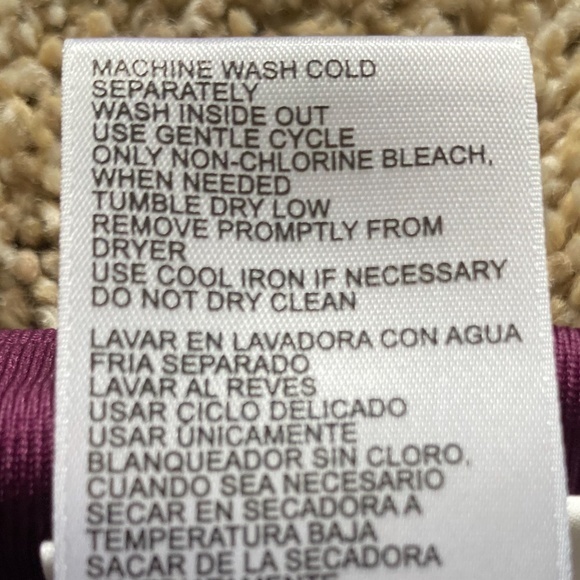 MACHINE WASH COLD
SEPARATELY
WASH INSIDE OUT
USE GENTLE CYCLE
ONLY NON-CHLORINE BLEACH,
WHEN NEEDED
TUMBLE DRY LOW
REMOVE PROMPTLY FROM
DRYER
USE COOL IRON IF NECESSARY
DO NOT DRY CLEAN
LAVAR EN LAVADORA CON AGUA
FRIA SEPARADO
LAVAR AL REVES
USAR CICLO DELICADO
USAR ÚNICAMENTE
BLANQUEADOR SIN CLORO,
CUANDO SEA NECESARIO
SECAR EN SECADORA A
TEMPERATURA BAJA
SACAR DE LA SECADORA